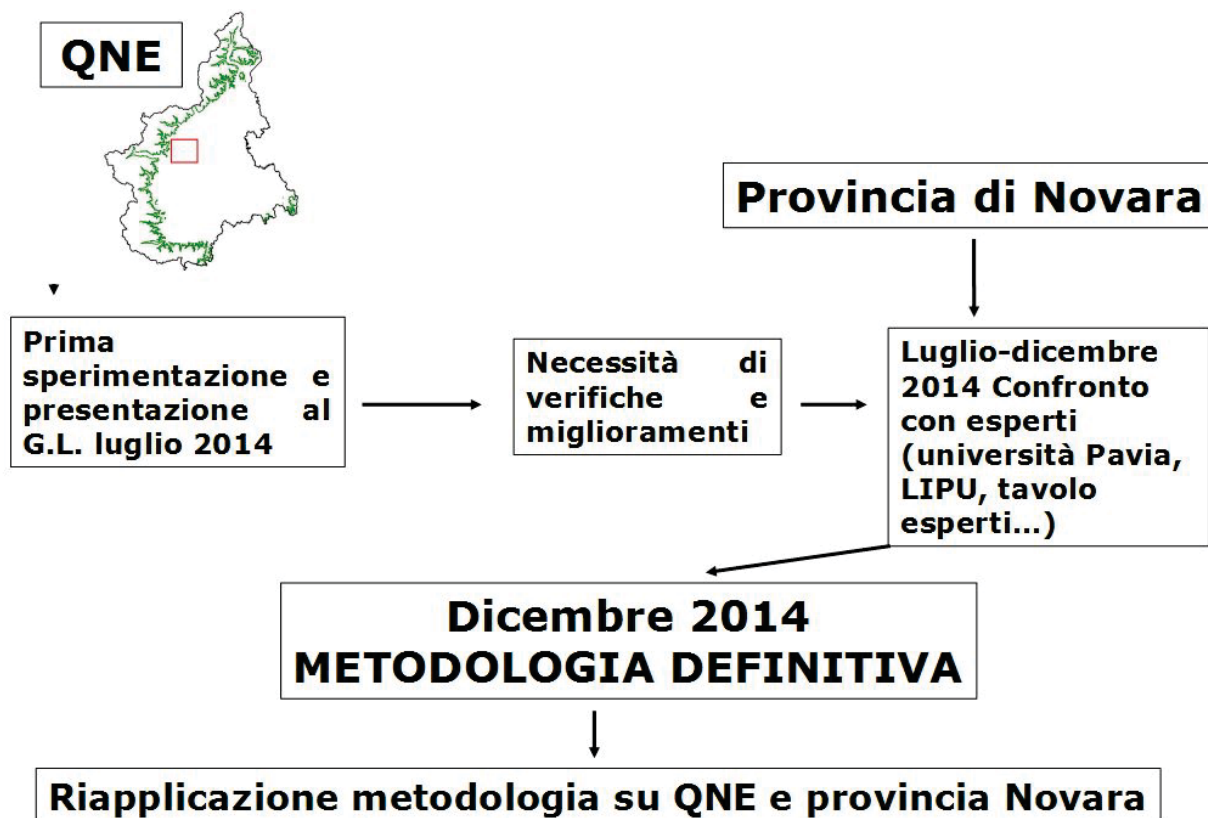 QNE
Provincia di Novara
Prima
sperimentazione e
presentazione al
G.L. luglio 2014
Necessità di
verifiche e
miglioramenti
Luglio-dicembre
2014 Confronto
con esperti
(università Pavia,
LIPU, tavolo
esperti...)
Dicembre 2014
METODOLOGIA DEFINITIVA
Riapplicazione metodologia su QNE e provincia Novara